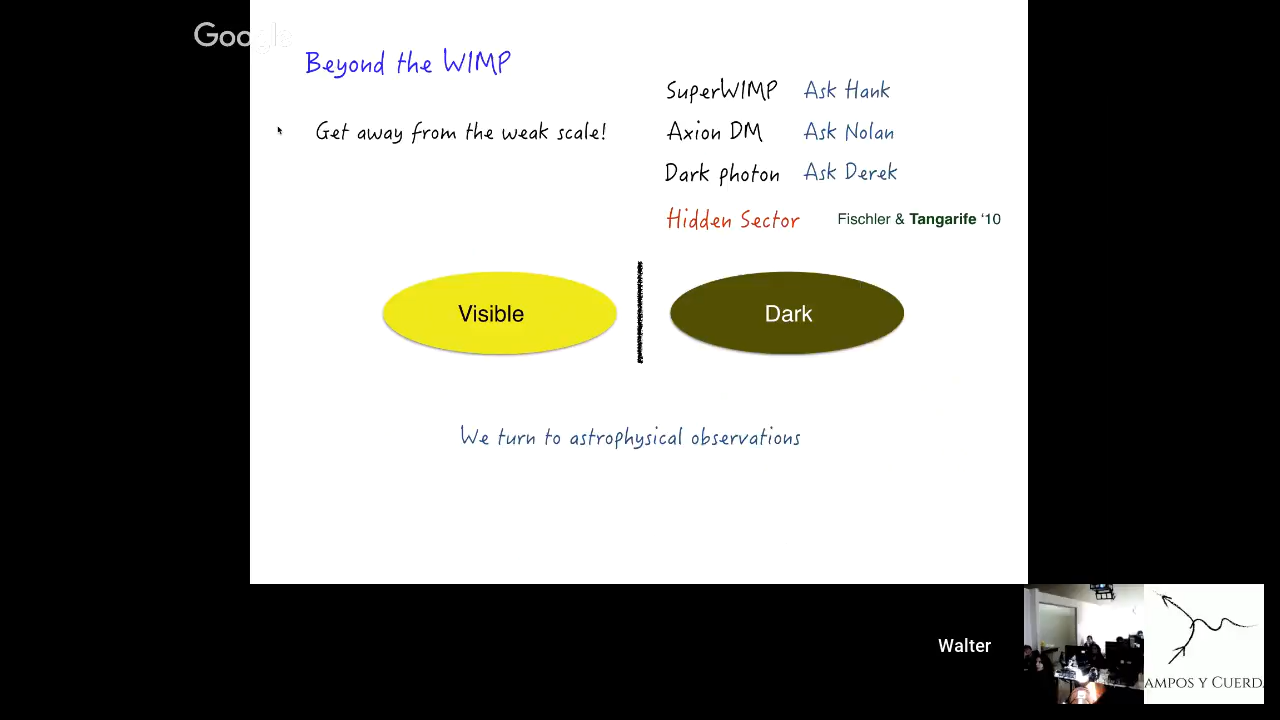 Google
Beyond the WIMP
SuperWIMP Ask Hank
Get away from the weak scale! Axion DM Ask Nolan
Dark photon Ask Derek
Hidden Sector Fischler & Tangarife ‘10
Visible Dark
We turn to astrophysical observations
Walter
AMPOS Y CUERD